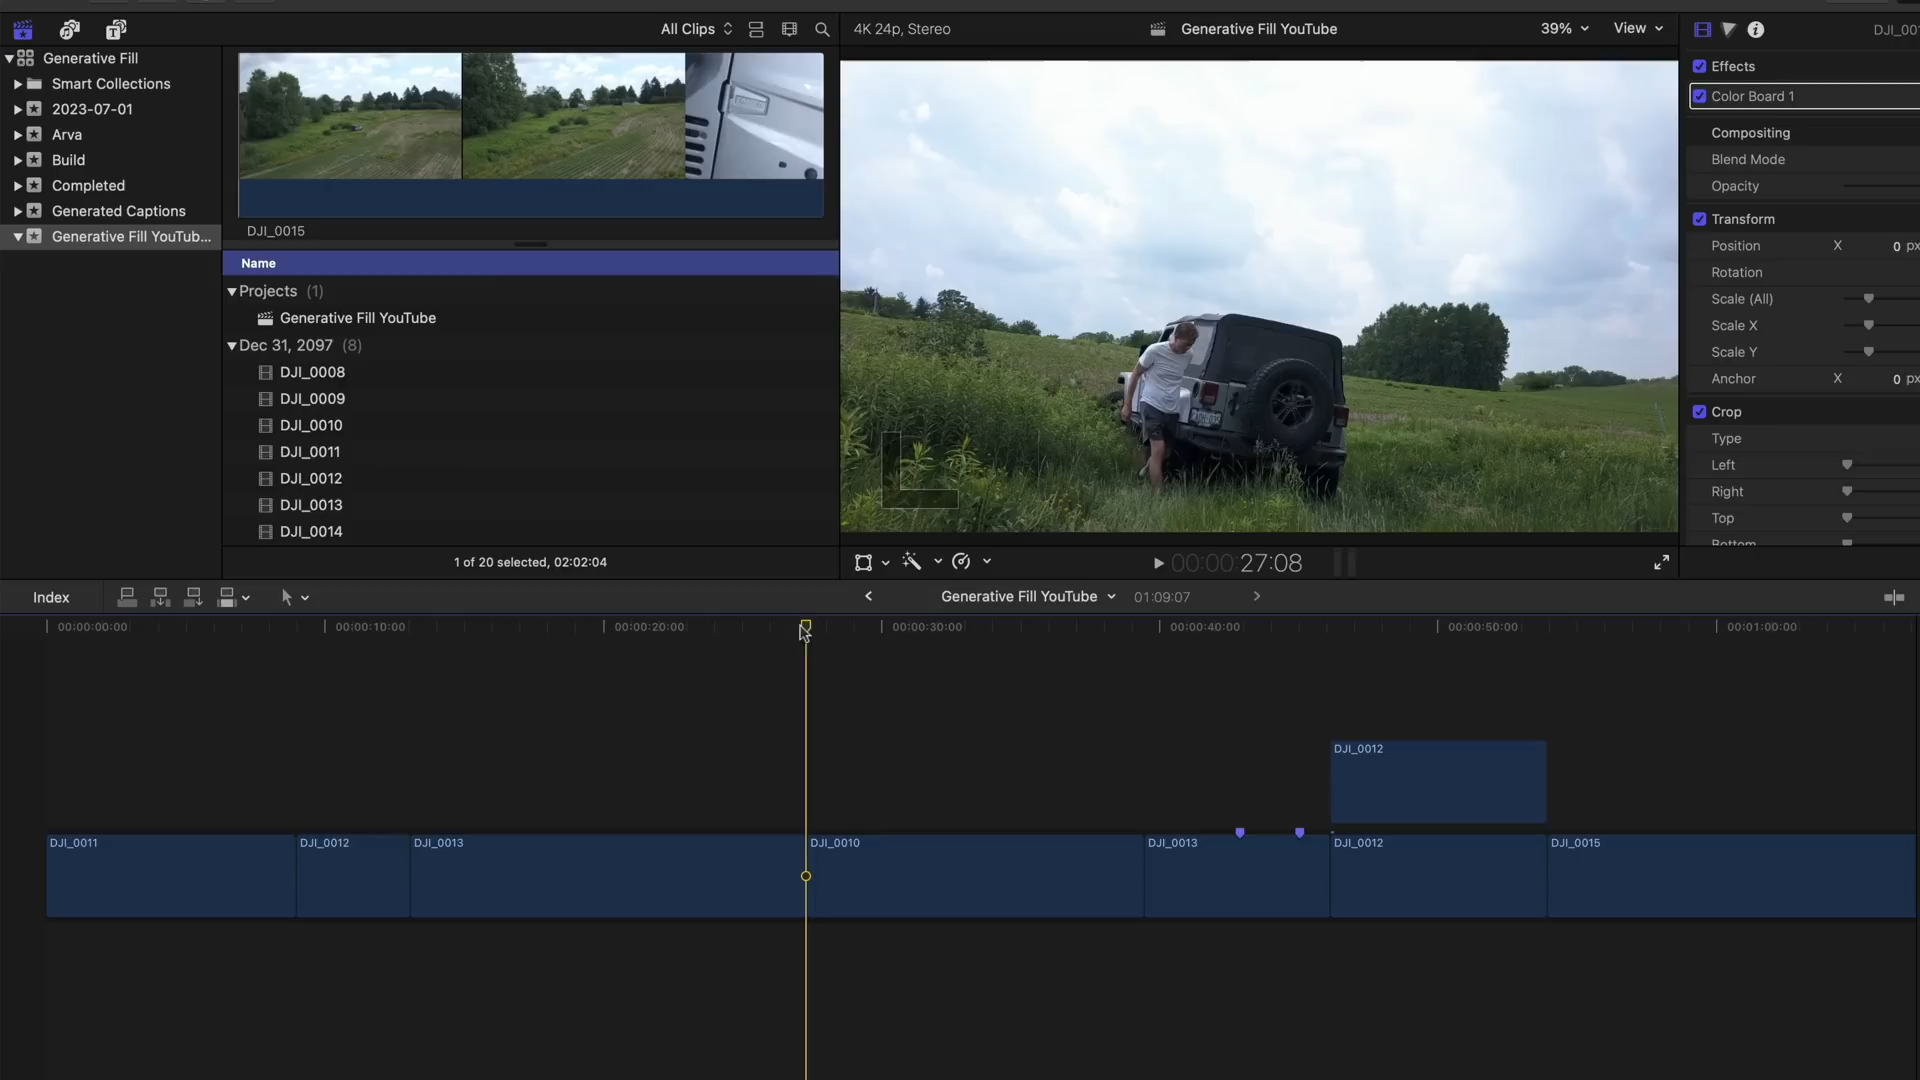 All Clips
4K 24p, Stereo
Generative Fill YouTube
39%
View
DJI_001
Generative Fill
Smart Collections
2023-07-01
Arva
Build
Completed
Generated Captions
Generative Fill YouTub...
DJI_0015
Name
Projects (1)
Generative Fill YouTube
Dec 31, 2097 (8)
DJI_0008
DJI_0009
DJI_0010
DJI_0011
DJI_0012
DJI_0013
DJI_0014
1 of 20 selected, 02:02:04
00:00:00:27:08
Effects
Color Board 1
Compositing
Blend Mode
Opacity
Transform
Position X 0 px
Rotation
Scale (All)
Scale X
Scale Y
Anchor X 0 px
Crop
Type
Left
Right
Top
Bottom
Index
Generative Fill YouTube
01:09:07
00:00:00:00
00:00:10:00
00:00:20:00
00:00:30:00
00:00:40:00
00:00:50:00
00:01:00:00
DJI_0012
DJI_0011
DJI_0012
DJI_0013
DJI_0010
DJI_0013
DJI_0012
DJI_0015